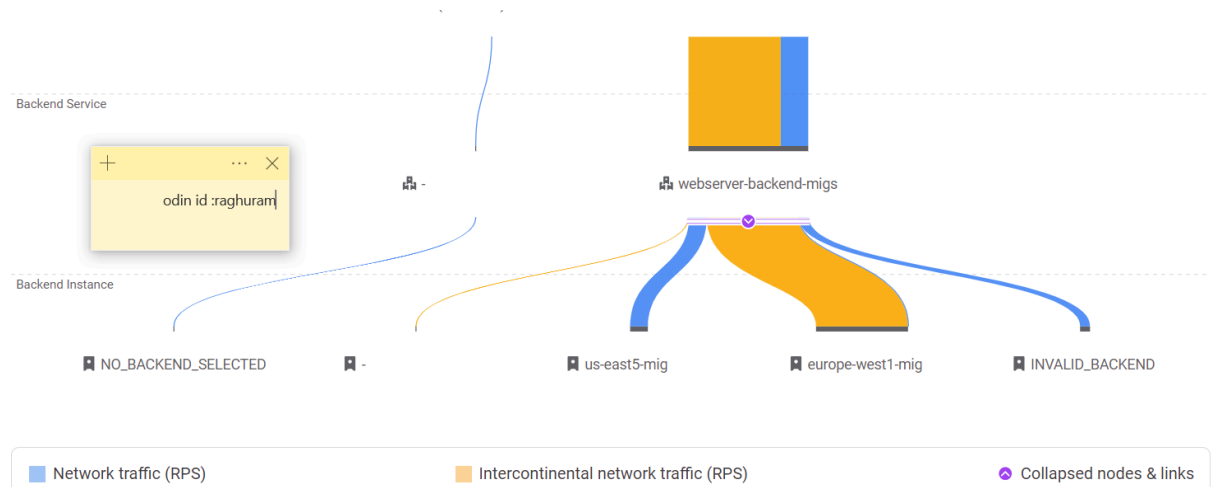 Backend Service
odin id :raghuram
-
webserver-backend-migs
Backend Instance
NO_BACKEND_SELECTED
-
us-east5-mig
europe-west1-mig
INVALID_BACKEND
Network traffic (RPS)
Intercontinental network traffic (RPS)
Collapsed nodes & links